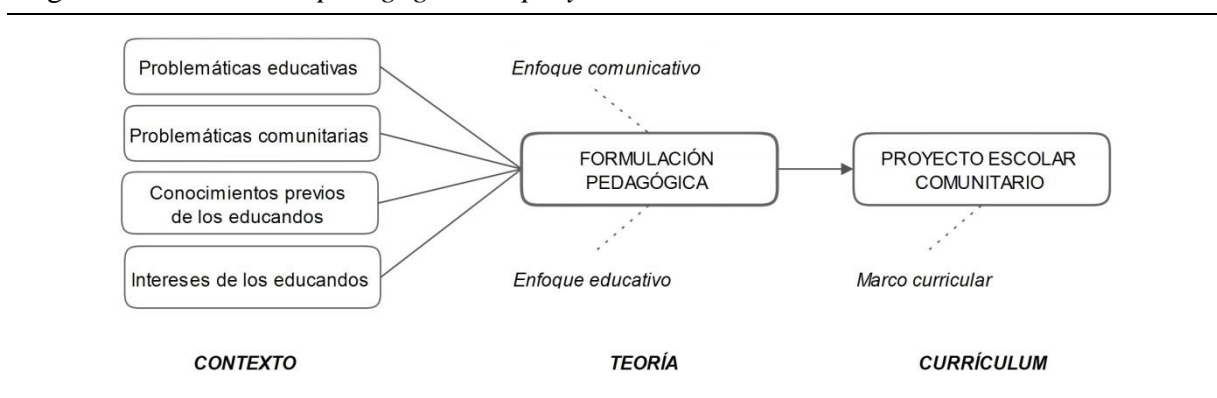 Problemáticas educativas
Problemáticas comunitarias
Conocimientos previos
de los educandos
Intereses de los educandos
CONTEXTO
Enfoque comunicativo
FORMULACIÓN
PEDAGÓGICA
Enfoque educativo
TEORÍA
PROYECTO ESCOLAR
COMUNITARIO
Marco curricular
CURRÍCULUM